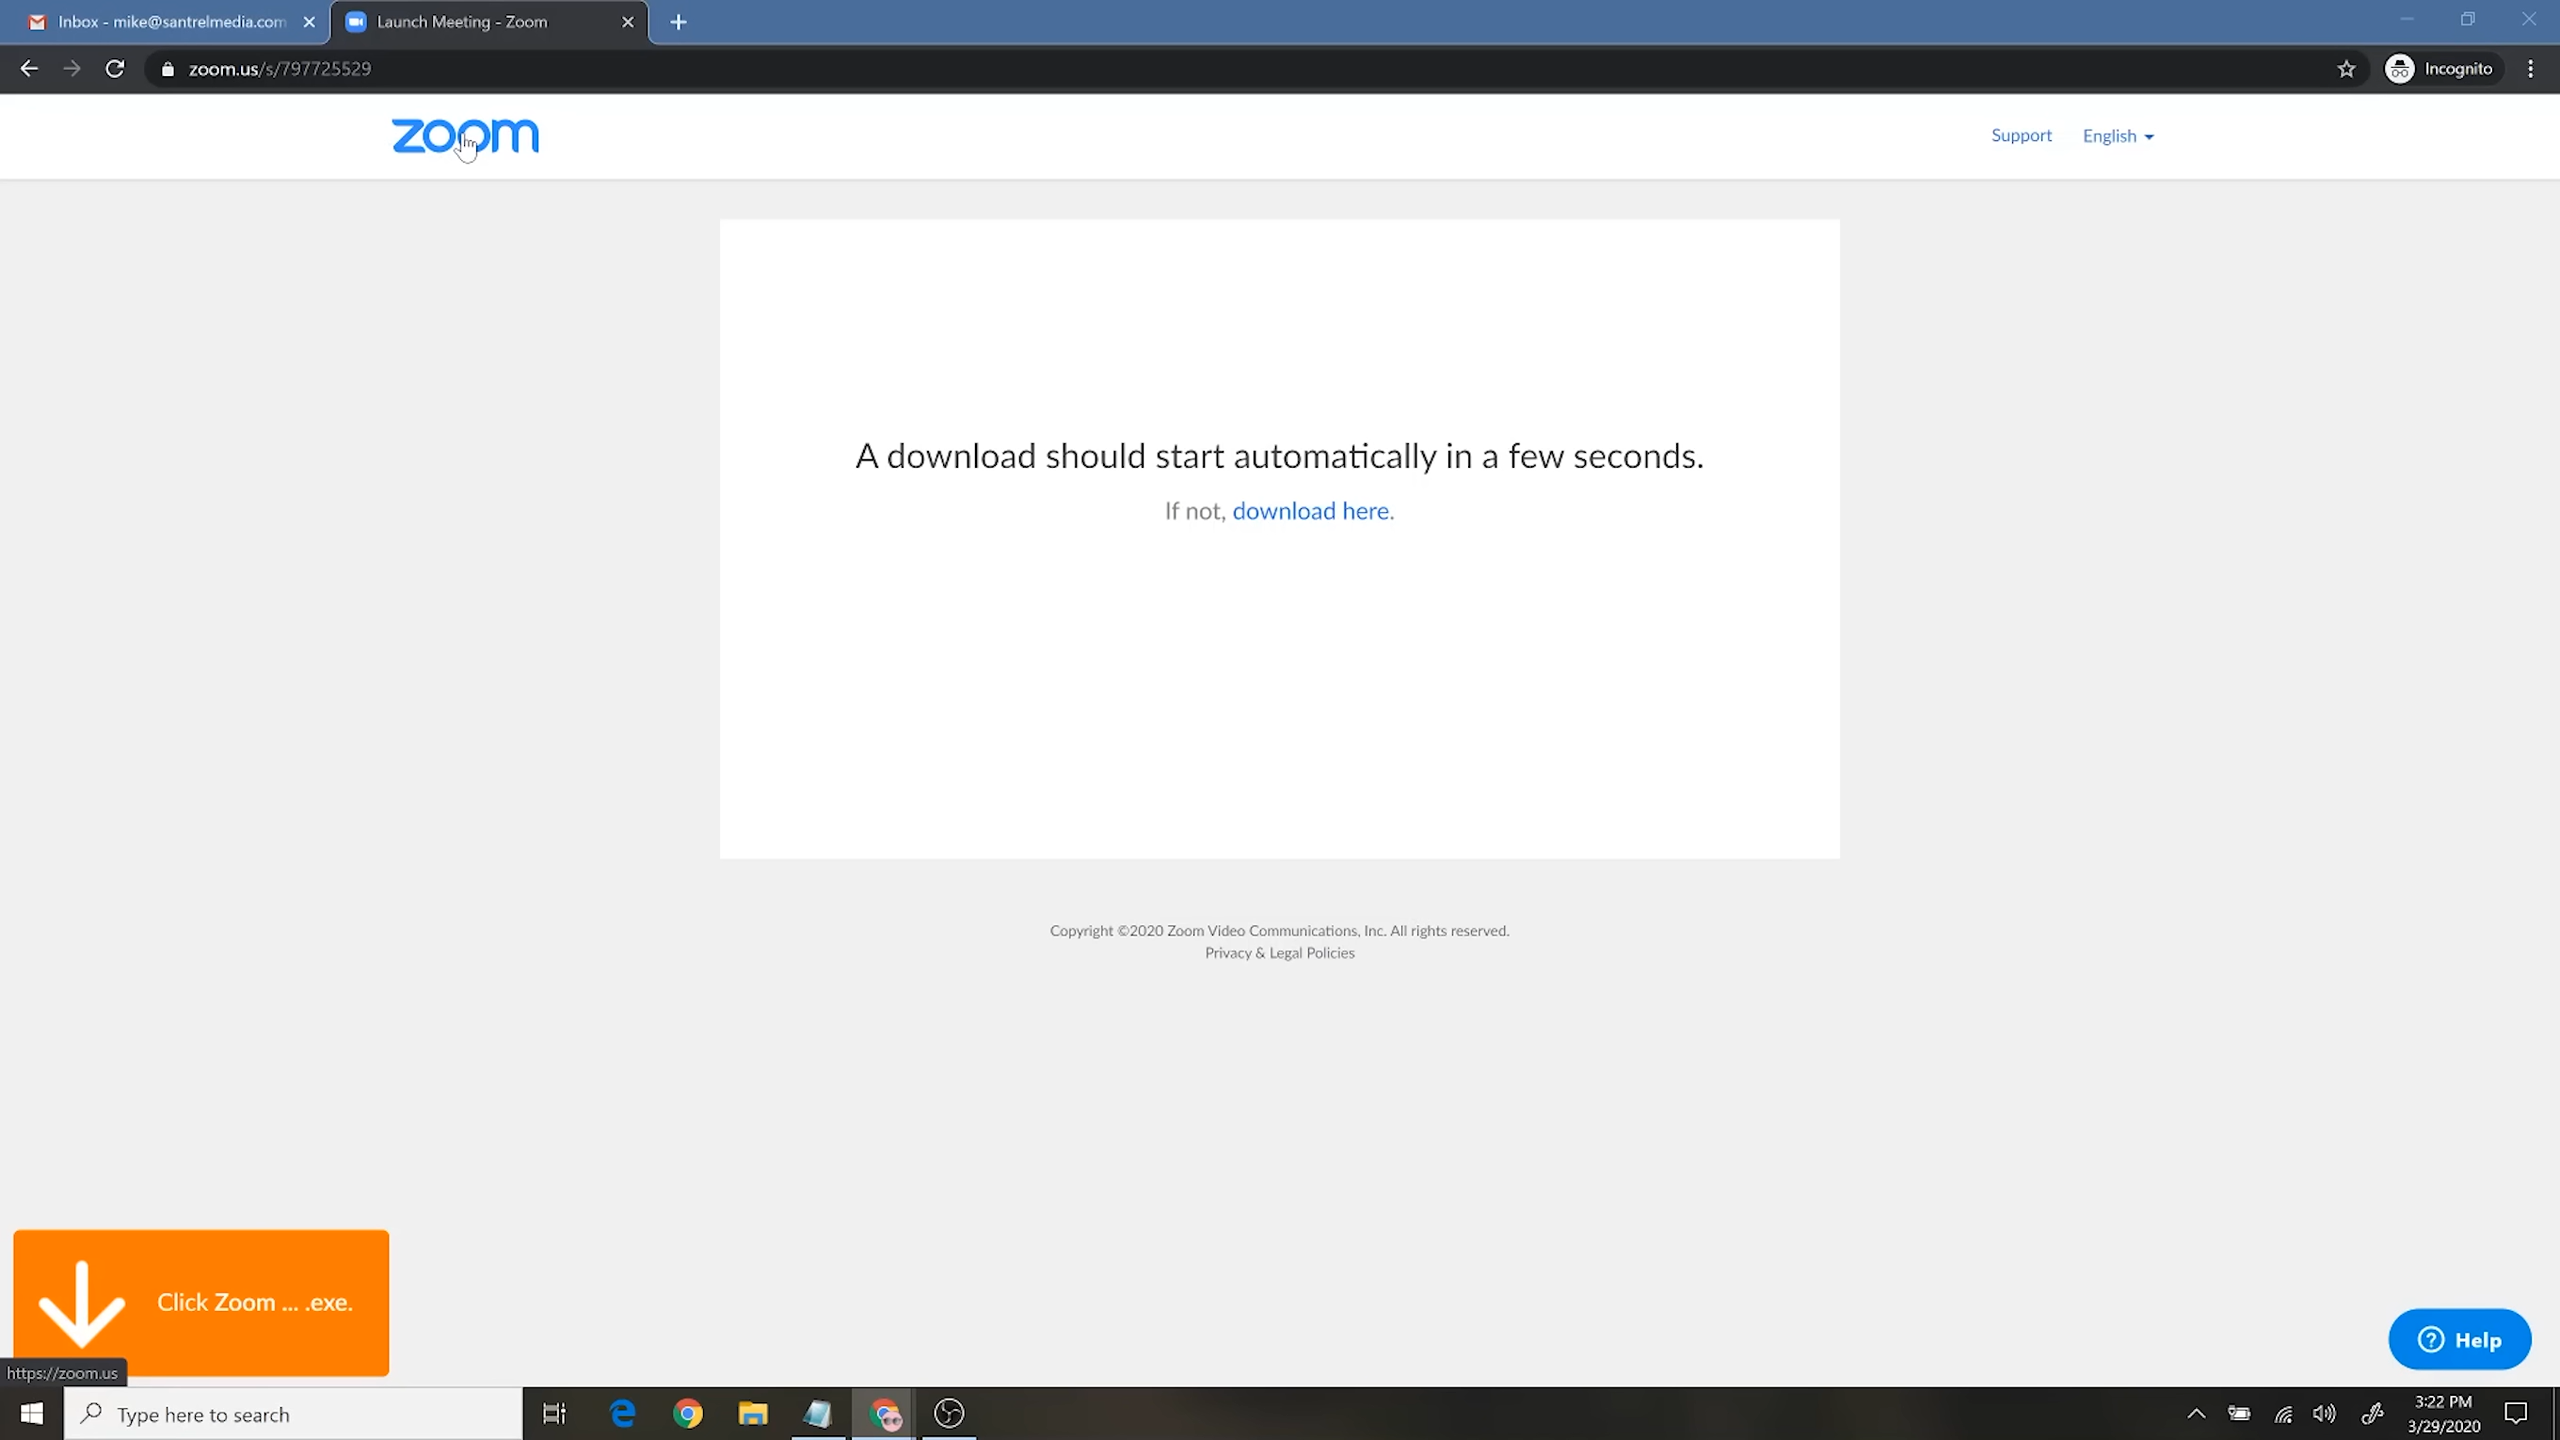 Inbox - mike@santrelmedia.com
Launch Meeting - Zoom
zoom.us/s/797725529
Incognito
zoom
Support
English
A download should start automatically in a few seconds.
If not, download here.
Copyright ©2020 Zoom Video Communications, Inc. All rights reserved.
Privacy & Legal Policies
Click Zoom ... .exe.
Help
https://zoom.us
Type here to search
3:22 PM
3/29/2020